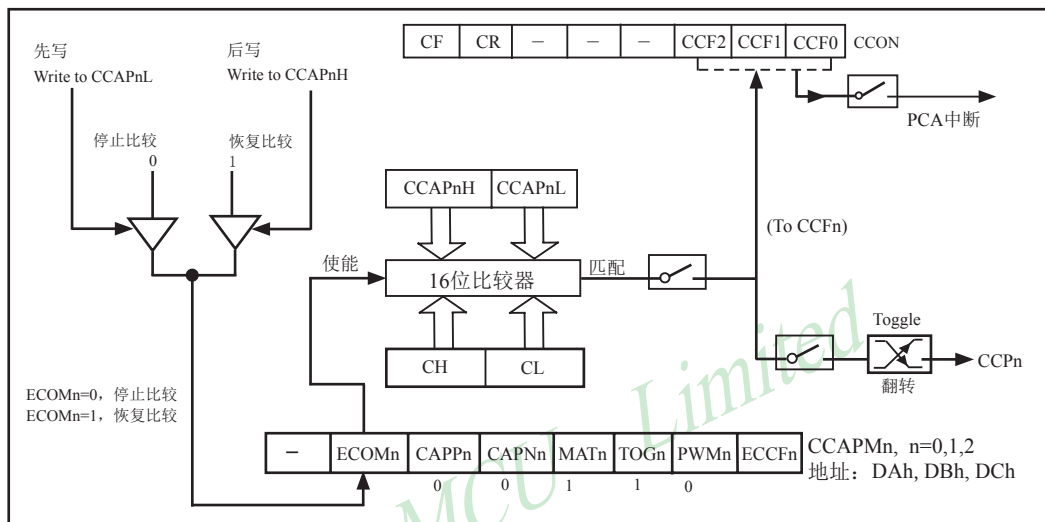 CF CR — — — CCF2 CCF1 CCF0 CCON
先写
Write to CCAPnL
后写
Write to CCAPnH
PCA中断
停止比较
0
恢复比较
1
CCAPnH CCAPnL
(To CCFn)
使能
16位比较器
匹配
CH CL
Toggle
翻转
CCPn
ECOMn=0，停止比较
ECOMn=1，恢复比较
— ECOMn CAPPn CAPNn MATn TOGn PWMn ECCFn
0 0 1 1 0
CCAPMn, n=0,1,2
地址：DAh, DBh, DCh
MCU Limited